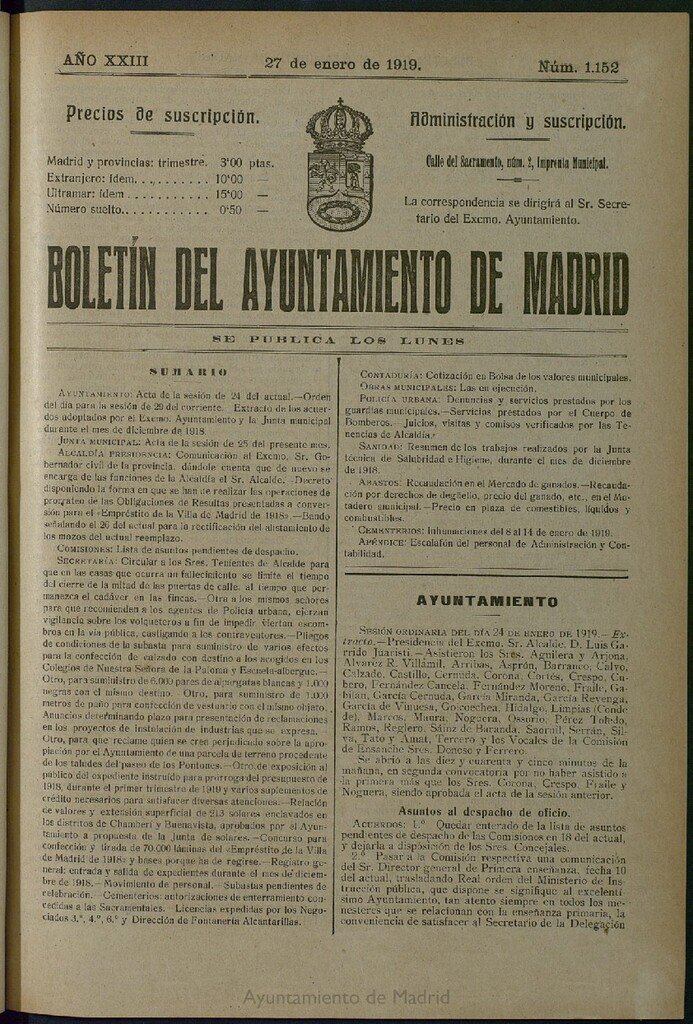 AÑO XXIII
27 de enero de 1919.
Núm. 1.152
Precios de suscripción.
Madrid y provincias: trimestre. 3'00 ptas.
Extranjero: ídem. . . . . . . . . . . 10'00 —
Ultramar: ídem . . . . . . . . . . . 15'00 —
Número suelto. . . . . . . . . . . . 0'50 —
Administración y suscripción.
Calle del Sacramento, núm. 2, Imprenta Municipal.
La correspondencia se dirigirá al Sr. Secre-
tario del Excmo. Ayuntamiento.
BOLETÍN DEL AYUNTAMIENTO DE MADRID
SE PUBLICA LOS LUNES
SUMARIO
AYUNTAMIENTO: Acta de la sesión de 24 del actual.—Orden
del día para la sesión de 29 del corriente. Extracto de los acuer-
dos adoptados por el Excmo. Ayuntamiento y la Junta municipal
durante el mes de diciembre de 1918.
JUNTA MUNICIPAL: Acta de la sesión de 25 del presente mes.
ALCALDÍA PRESIDENCIA: Comunicación al Excmo. Sr. Go-
bernador civil de la provincia, dándole cuenta que de nuevo se
encarga de las funciones de la Alcaldía el Sr. Alcalde. Decreto
disponiendo la forma en que se han de realizar las operaciones de
prorrateo de las Obligaciones de Resultas presentadas a conver-
sión para el «Empréstito de la Villa de Madrid de 1918».—Bando
señalando el 26 del actual para la rectificación del alistamiento de
los mozos del actual reemplazo.
COMISIONES: Lista de asuntos pendientes de despacho.
SECRETARÍA: Circular a los Sres. Tenientes de Alcalde para
que en las casas que ocurra un fallecimiento se limite el tiempo
del cierre de la mitad de las puertas de calle, al tiempo que per-
manezca el cadáver en las fincas.—Otra a los mismos señores
para que recomienden a los agentes de Policía urbana, ejerzan
vigilancia sobre los volqueteros a fin de impedir viertan escom-
bros en la vía pública, castigando a los contraventores.—Pliegos
de condiciones de la subasta para suministro de varios efectos
para la confección de calzado con destino a los acogidos en los
Colegios de Nuestra Señora de la Paloma y Escuela-albergue.—
Otro, para suministro de 6.000 pares de alpargatas blancas y 1.000
negras con el mismo destino. Otro, para suministro de 1.000
metros de paño para confección de vestuario con el mismo objeto.
Anuncios determinando plazo para presentación de reclamaciones
en los proyectos de instalación de industrias que se expresa.
Otro, para que reclame quien se crea perjudicado sobre la apro-
piación por el Ayuntamiento de una parcela de terreno procedente
de los taludes del paseo de los Pontones.—Otro de exposición al
público del expediente instruído para prórroga del presupuesto de
1918, durante el primer trimestre de 1919 y varios suplementos de
crédito necesarios para satisfacer diversas atenciones.—Relación
de valores y extensión superficial de 213 solares enclavados en
los distritos de Chamberí y Buenavista, aprobados por el Ayun-
tamiento a propuesta de la junta de solares.—Concurso para
confección y tirada de 70.000 láminas del «Empréstito de la Villa
de Madrid de 1918» y bases porque ha de regirse.—Registro ge-
neral: entrada y salida de expedientes durante el mes de diciem-
bre de 1918.—Movimiento de personal.—Subastas pendientes de
celebración.—Cementerios: autorizaciones de enterramiento con-
cedidas a las Sacramentales. Licencias expedidas por los Nego-
ciados 3.º, 4.º, 6.º y Dirección de Fontanería Alcantarillas.
CONTADURÍA: Cotización en Bolsa de los valores municipales.
OBRAS MUNICIPALES: Las en ejecución.
POLICÍA URBANA: Denuncias y servicios prestados por los
guardias municipales.—Servicios prestados por el Cuerpo de
Bomberos.—Juicios, visitas y comisos verificados por las Te-
nencias de Alcaldía.
SANIDAD: Resumen de los trabajos realizados por la Junta
técnica de Salubridad e Higiene, durante el mes de diciembre
de 1918.
ABASTOS: Recaudación en el Mercado de ganados.—Recauda-
ción por derechos de degüello, precio del ganado, etc., en el Ma-
tadero municipal.—Precio en plaza de comestibles, líquidos y
combustibles.
CEMENTERIOS: Inhumaciones del 8 al 14 de enero de 1919.
APÉNDICE: Escalafón del personal de Administración y Con-
tabilidad.
AYUNTAMIENTO
SESIÓN ORDINARIA DEL DÍA 24 DE ENERO DE 1919.—Ex-
tracto.—Presidencia del Excmo. Sr. Alcalde, D. Luis Ga-
rrido Juaristi.—Asistieron los Sres. Aguilera y Arjona,
Alvarez R. Villamil, Arribas, Asprón, Barranco, Calvo,
Calzado, Castillo, Cermida, Corona, Cortés, Crespo, Cu-
bero, Fernández Cancela, Fernández Moreno, Fraile, Ga-
bilán, García Cernuda, García Miranda, García Revenga,
García de Vinuesa, Goicoechea, Hidalgo, Limpias (Conde
de), Marcos, Maura, Noguera, Ossorio, Pérez Toledo,
Ramos, Reglero, Sáinz de Baranda, Saornil, Serrán, Sil-
va, Tato y Amat, Tercero y los Vocales de la Comisión
de Ensanche Sres. Donoso y Ferrero.
Se abrió a las diez y cuarenta y cinco minutos de la
mañana, en segunda convocatoria por no haber asistido a
la primera más que los Sres. Corona, Crespo, Fraile y
Noguera, siendo aprobada el acta de la sesión anterior.
Asuntos al despacho de oficio.
ACUERDOS: 1.º Quedar enterado de la lista de asuntos
pendientes de despacho de las Comisiones en 18 del actual,
y dejarla a disposición de los Sres. Concejales.
2.º Pasar a la Comisión respectiva una comunicación
del Sr. Director general de Primera enseñanza, fecha 10
del actual, trasladando Real orden del Ministerio de Ins-
trucción pública, que dispone se signifique al excelentí-
simo Ayuntamiento, tan atento siempre en todos los me-
nesteres que se relacionan con la enseñanza primaria, la
conveniencia de satisfacer al Secretario de la Delegación
Ayuntamiento de Madrid